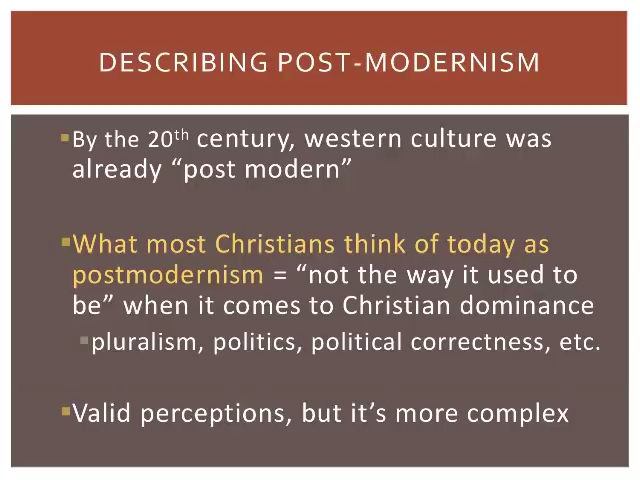 DESCRIBING POST-MODERNISM
▪By the 20th century, western culture was
already “post modern”
▪What most Christians think of today as
postmodernism = “not the way it used to
be” when it comes to Christian dominance
▪pluralism, politics, political correctness, etc.
▪Valid perceptions, but it’s more complex